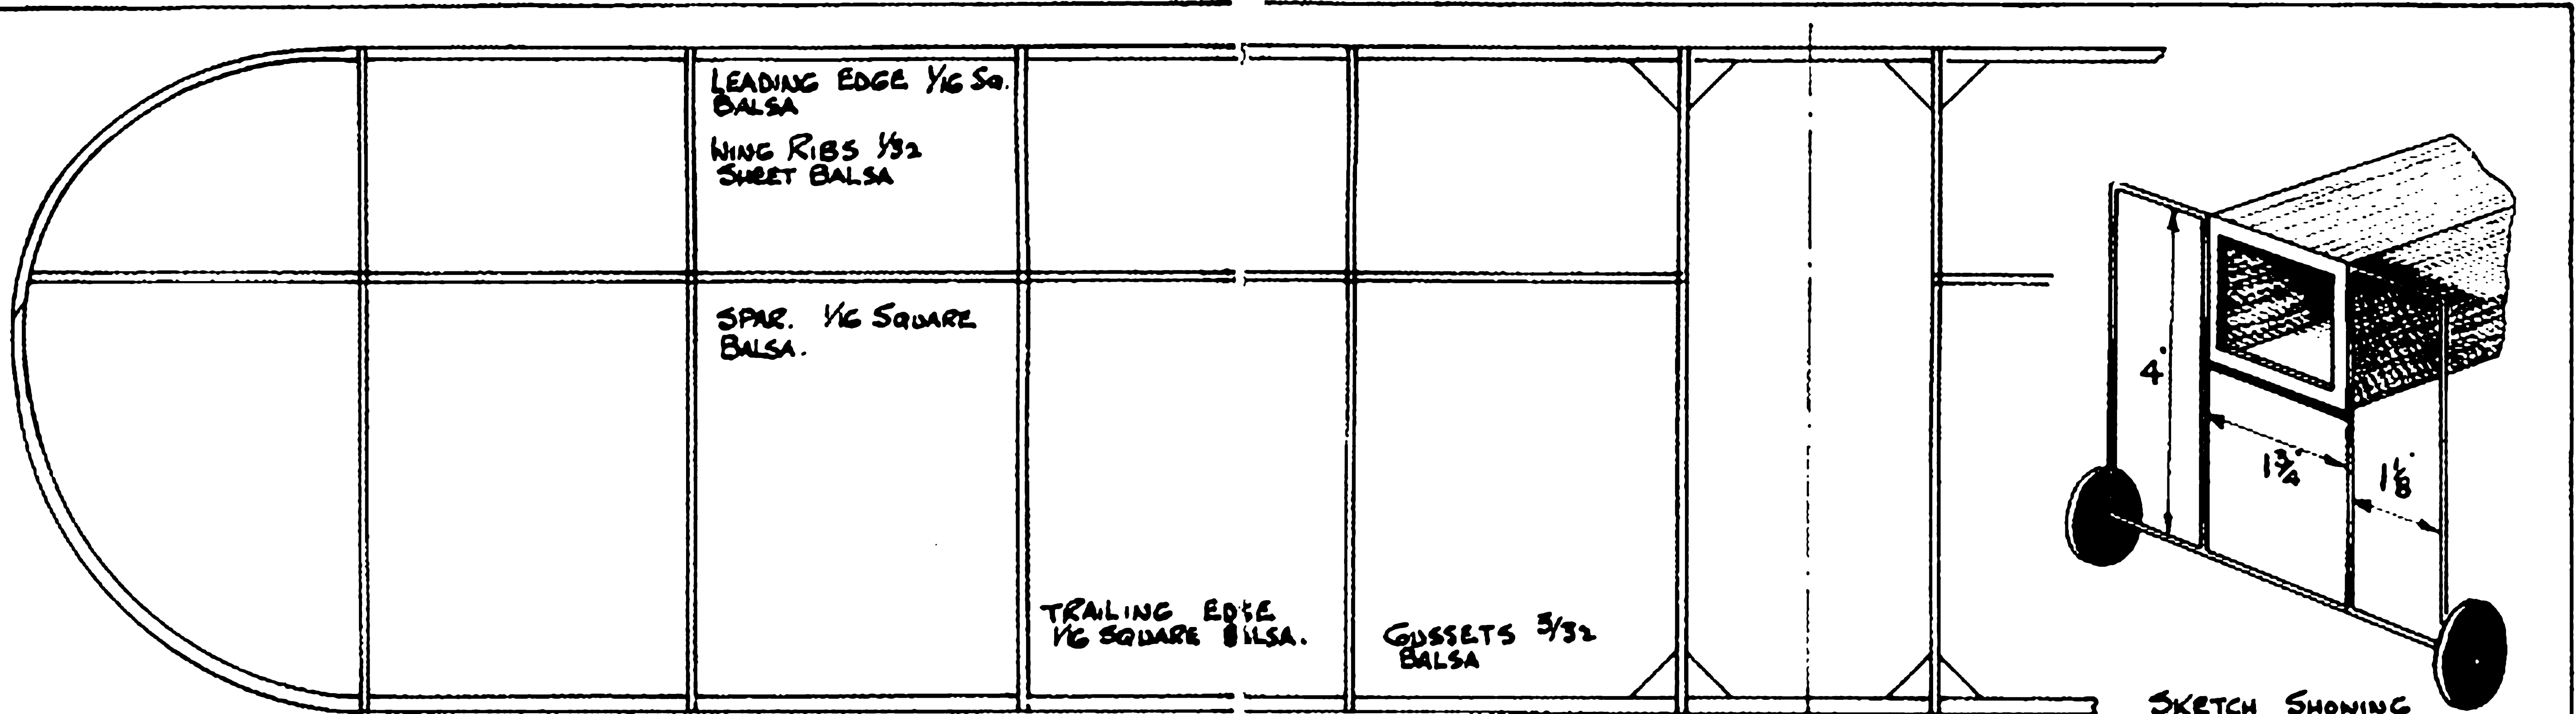 LEADING EDGE 1/16 SQ.
BALSA
WING RIBS 1/32
SHEET BALSA
SPAR. 1/16 SQUARE
BALSA.
TRAILING EDGE
1/16 SQUARE BALSA.
GUSSETS 3/32
BALSA
4"
1 3/4"
1 1/8"
SKETCH SHOWING